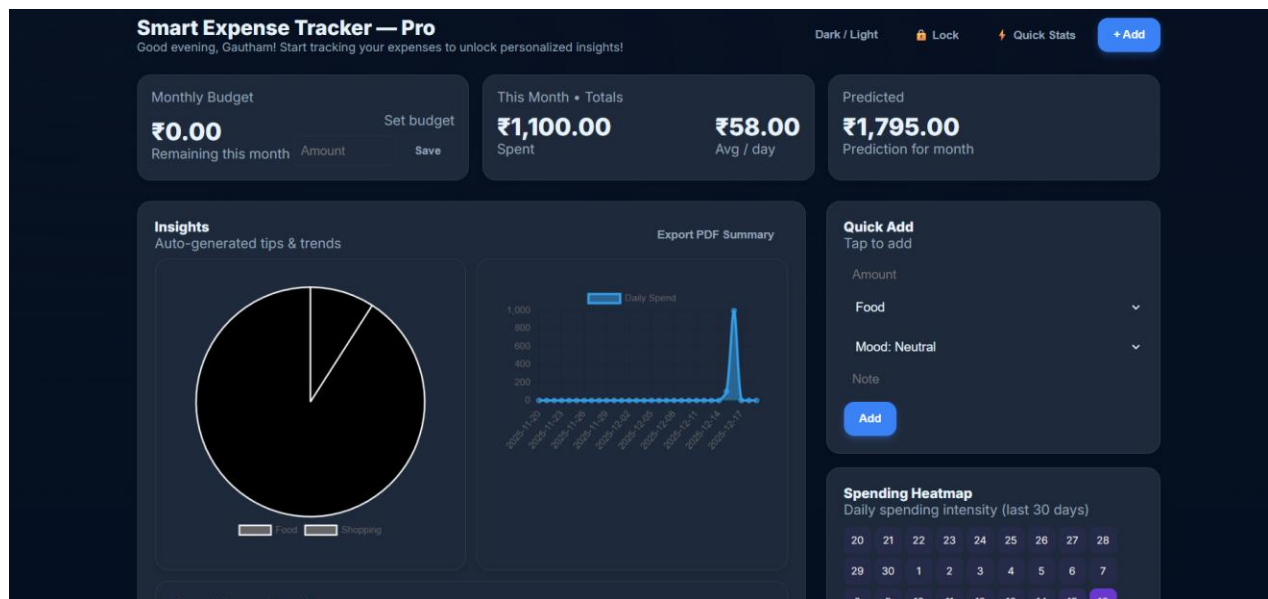 Smart Expense Tracker — Pro
Good evening, Gautham! Start tracking your expenses to unlock personalized insights!
Dark / Light
🔒 Lock
⚡ Quick Stats
+ Add
Monthly Budget
₹0.00
Remaining this month
Set budget
Amount
Save
This Month • Totals
₹1,100.00
Spent
₹58.00
Avg / day
Predicted
₹1,795.00
Prediction for month
Insights
Auto-generated tips & trends
Export PDF Summary
Food
Shopping
Daily Spend
1,000
800
600
400
200
0
2025-11-20
2025-11-23
2025-11-26
2025-11-29
2025-12-02
2025-12-05
2025-12-08
2025-12-11
2025-12-14
2025-12-17
Quick Add
Tap to add
Amount
Food
Mood: Neutral
Note
Add
Spending Heatmap
Daily spending intensity (last 30 days)
20 21 22 23 24 25 26 27 28
29 30 1 2 3 4 5 6 7